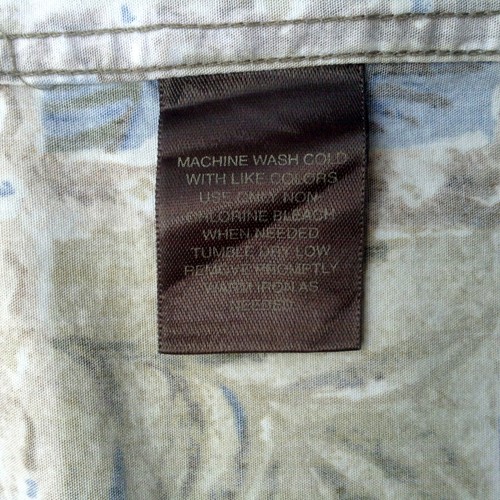 MACHINE WASH COLD
WITH LIKE COLORS
USE ONLY NON
CHLORINE BLEACH
WHEN NEEDED
TUMBLE DRY LOW
REMOVE PROMPTLY
WARM IRON AS
NEEDED